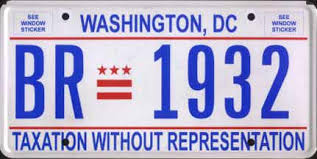 SEE WINDOW STICKER
WASHINGTON, DC
SEE WINDOW STICKER
BR 1932
TAXATION WITHOUT REPRESENTATION